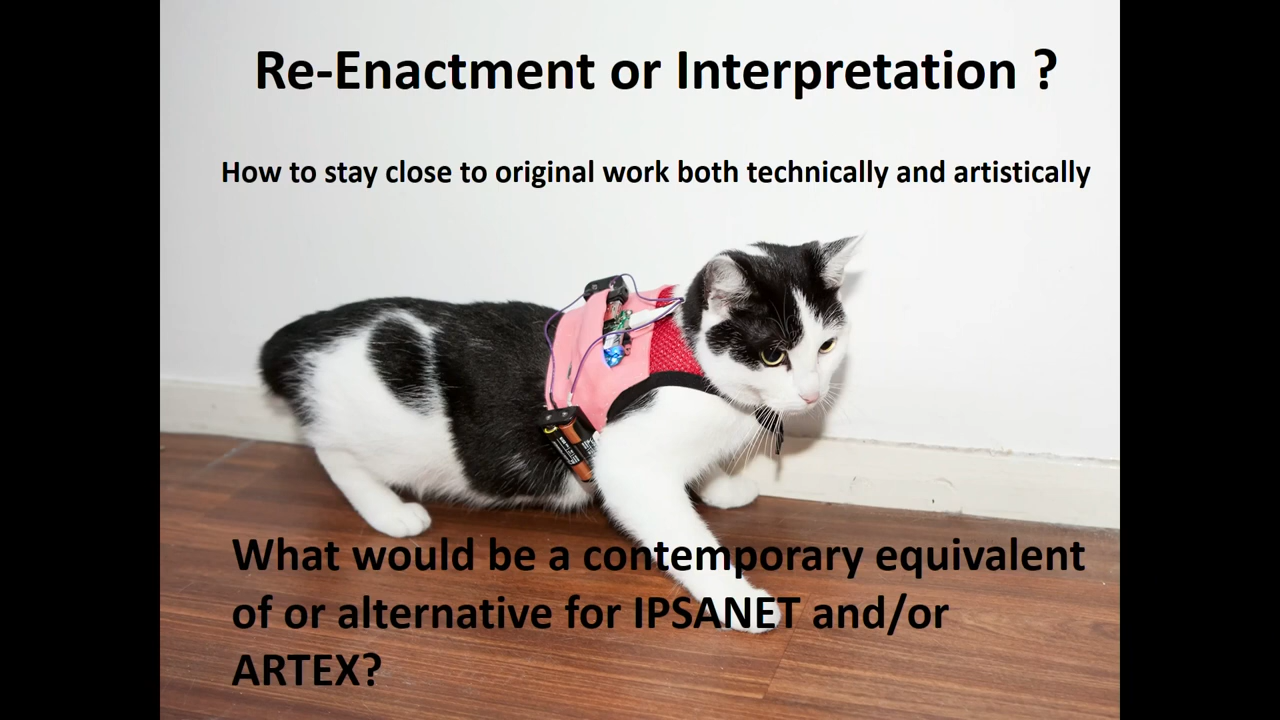 Re-Enactment or Interpretation ?
How to stay close to original work both technically and artistically
What would be a contemporary equivalent
of or alternative for IPSANET and/or
ARTEX?